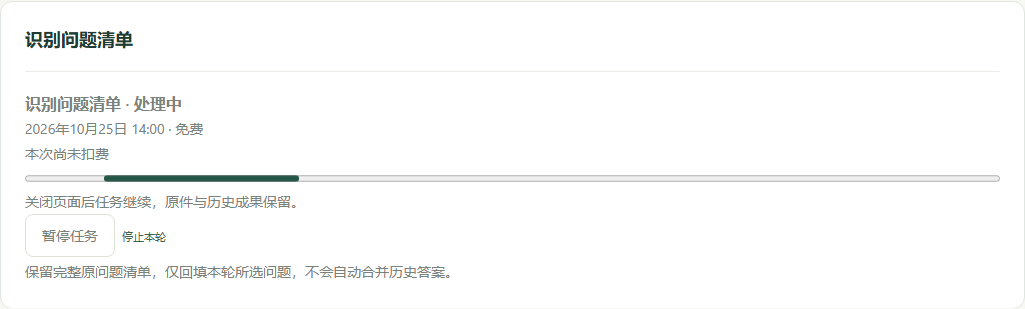 识别问题清单
识别问题清单 · 处理中
2026年10月25日 14:00 · 免费
本次尚未扣费
关闭页面后任务继续，原件与历史成果保留。
暂停任务 停止本轮
保留完整原问题清单，仅回填本轮所选问题，不会自动合并历史答案。